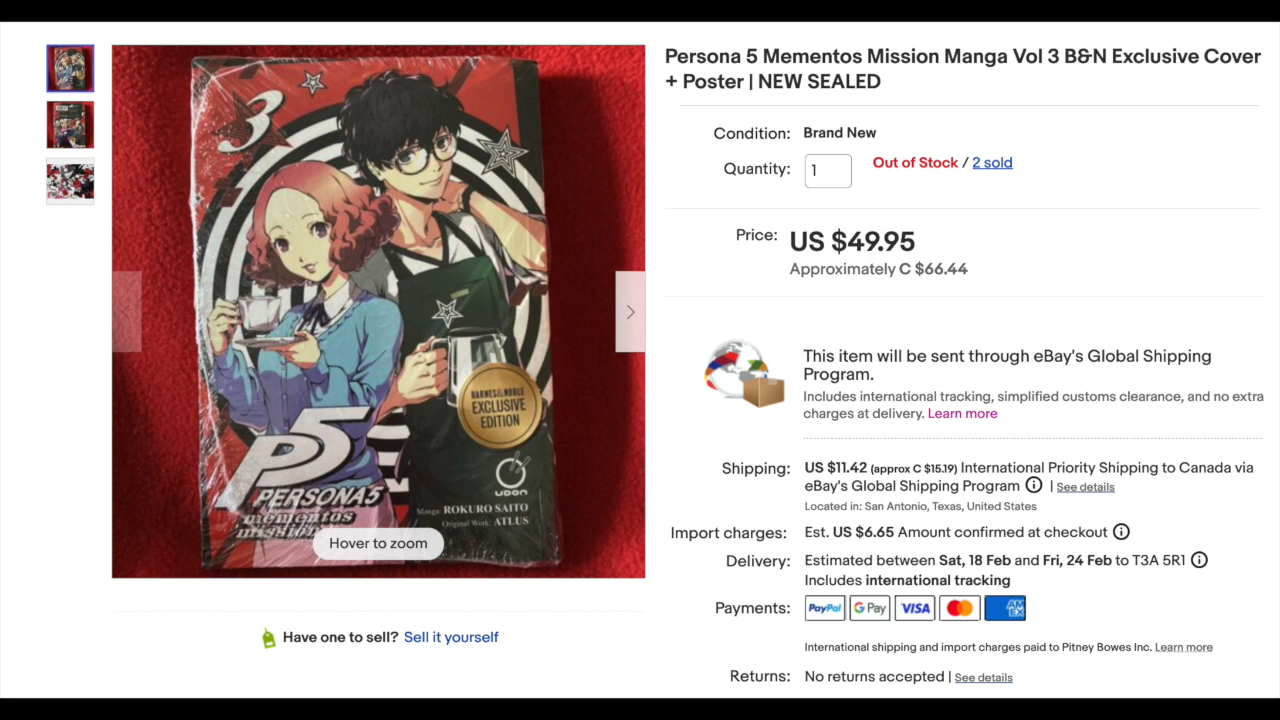 Persona 5 Mementos Mission Manga Vol 3 B&N Exclusive Cover
+ Poster | NEW SEALED
Condition: Brand New
Quantity: 1 Out of Stock / 2 sold
Price: US $49.95
Approximately C $66.44
This item will be sent through eBay's Global Shipping
Program.
Includes international tracking, simplified customs clearance, and no extra
charges at delivery. Learn more
Shipping: US $11.42 (approx C $15.19) International Priority Shipping to Canada via
eBay's Global Shipping Program | See details
Located in: San Antonio, Texas, United States
Import charges: Est. US $6.65 Amount confirmed at checkout
Delivery: Estimated between Sat, 18 Feb and Fri, 24 Feb to T3A 5R1
Includes international tracking
Payments: PayPal G Pay VISA AMEX
International shipping and import charges paid to Pitney Bowes Inc. Learn more
Returns: No returns accepted | See details
3
BARNES & NOBLE
EXCLUSIVE
EDITION
P5
PERSONA5
mementos
mission
UDON
Manga: ROKURO SAITO
Original Work: ATLUS
Hover to zoom
Have one to sell? Sell it yourself